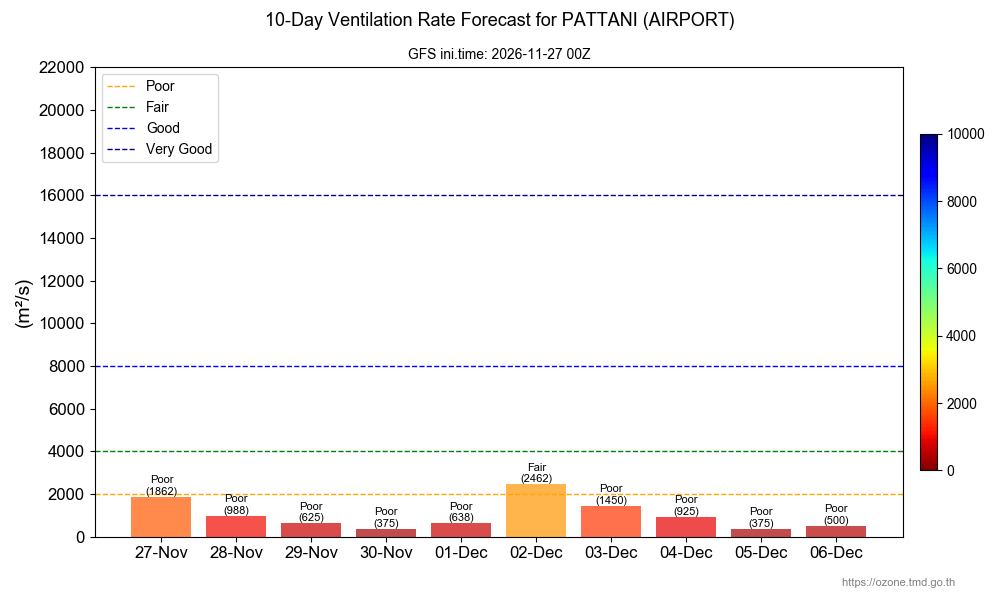 10-Day Ventilation Rate Forecast for PATTANI (AIRPORT)
GFS ini.time: 2026-11-27 00Z
(m²/s)
22000
20000
18000
16000
14000
12000
10000
8000
6000
4000
2000
0
Poor
Fair
Good
Very Good
Poor
(1862)
Poor
(988)
Poor
(625)
Poor
(375)
Poor
(638)
Fair
(2462)
Poor
(1450)
Poor
(925)
Poor
(375)
Poor
(500)
27-Nov 28-Nov 29-Nov 30-Nov 01-Dec 02-Dec 03-Dec 04-Dec 05-Dec 06-Dec
10000
8000
6000
4000
2000
0
https://ozone.tmd.go.th